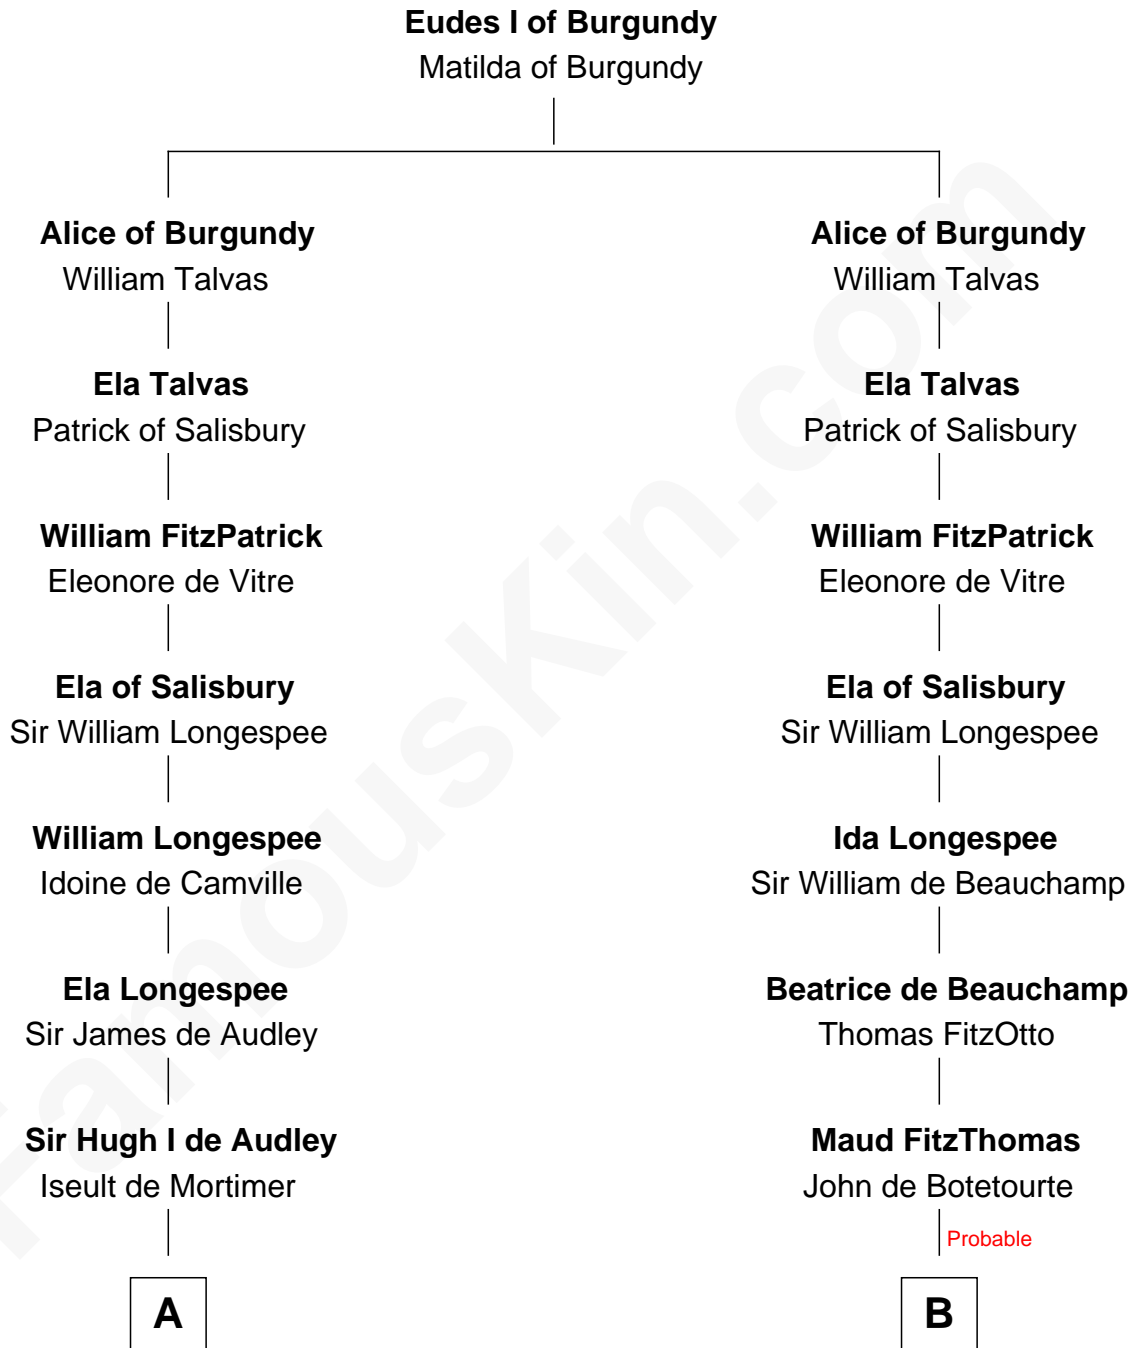 Eudes I of Burgundy
Matilda of Burgundy
Alice of Burgundy
William Talvas
Alice of Burgundy
William Talvas
Ela Talvas
Patrick of Salisbury
Ela Talvas
Patrick of Salisbury
William FitzPatrick
Eleonore de Vitre
William FitzPatrick
Eleonore de Vitre
Ela of Salisbury
Sir William Longespee
Ela of Salisbury
Sir William Longespee
William Longespee
Idoine de Camville
Ida Longespee
Sir William de Beauchamp
Ela Longespee
Sir James de Audley
Beatrice de Beauchamp
Thomas FitzOtto
Sir Hugh I de Audley
Iseult de Mortimer
Maud FitzThomas
John de Botetourte
Probable
A
B
FamousKin.com